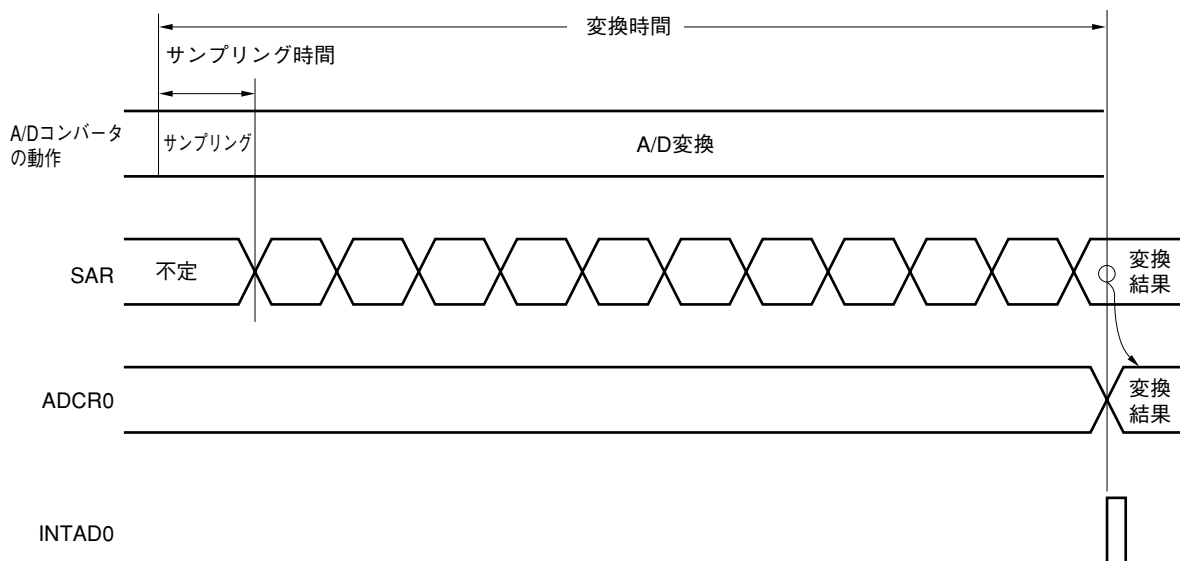 変換時間
サンプリング時間
A/Dコンバータ
の動作
サンプリング
A/D変換
SAR
不定
変換
結果
ADCR0
変換
結果
INTAD0